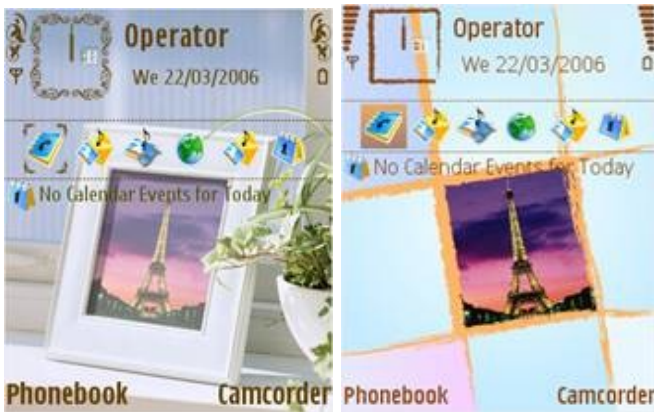 Operator
We 22/03/2006
No Calendar Events for Today
Phonebook Camcorder
Operator
We 22/03/2006
No Calendar Events for Today
Phonebook Camcorder